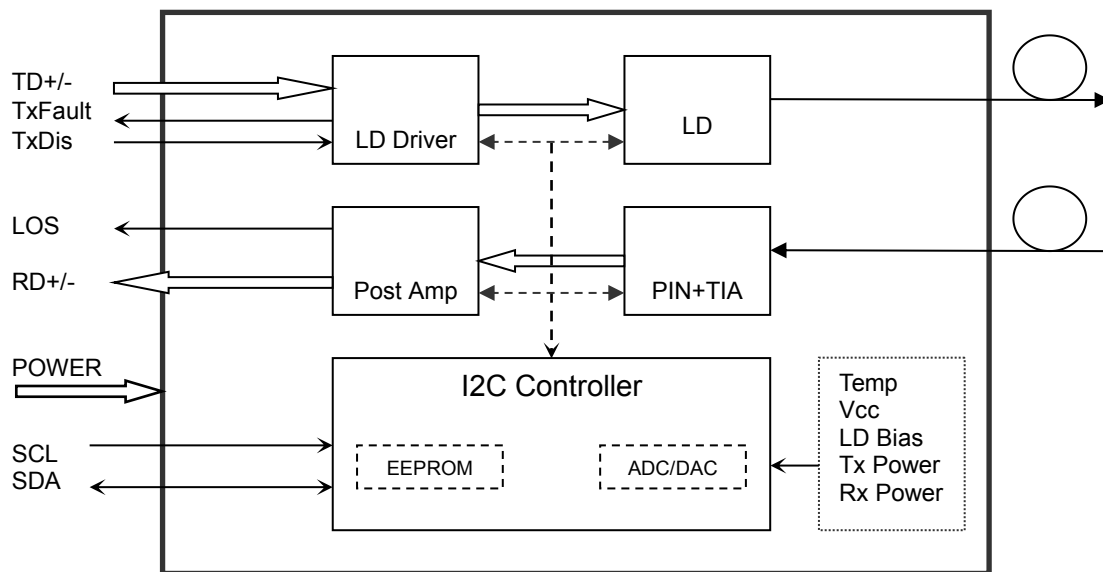 TD+/-
TxFault
TxDis
LD Driver
LD
LOS
RD+/-
Post Amp
PIN+TIA
POWER
I2C Controller
SCL
SDA
EEPROM
ADC/DAC
Temp
Vcc
LD Bias
Tx Power
Rx Power